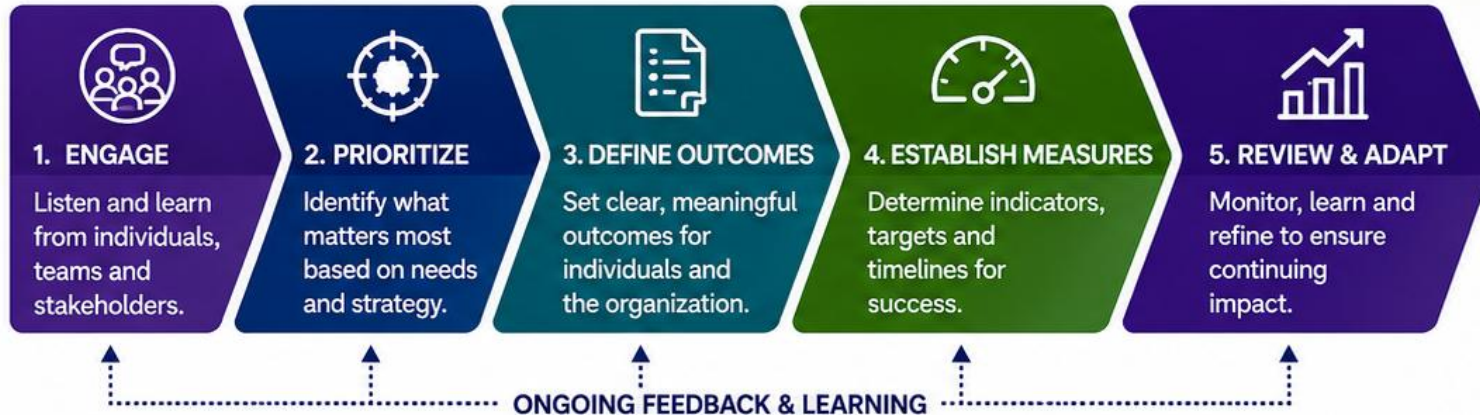 1. ENGAGE
Listen and learn
from individuals,
teams and
stakeholders.
2. PRIORITIZE
Identify what
matters most
based on needs
and strategy.
3. DEFINE OUTCOMES
Set clear, meaningful
outcomes for
individuals and
the organization.
4. ESTABLISH MEASURES
Determine indicators,
targets and
timelines for
success.
5. REVIEW & ADAPT
Monitor, learn and
refine to ensure
continuing
impact.
ONGOING FEEDBACK & LEARNING